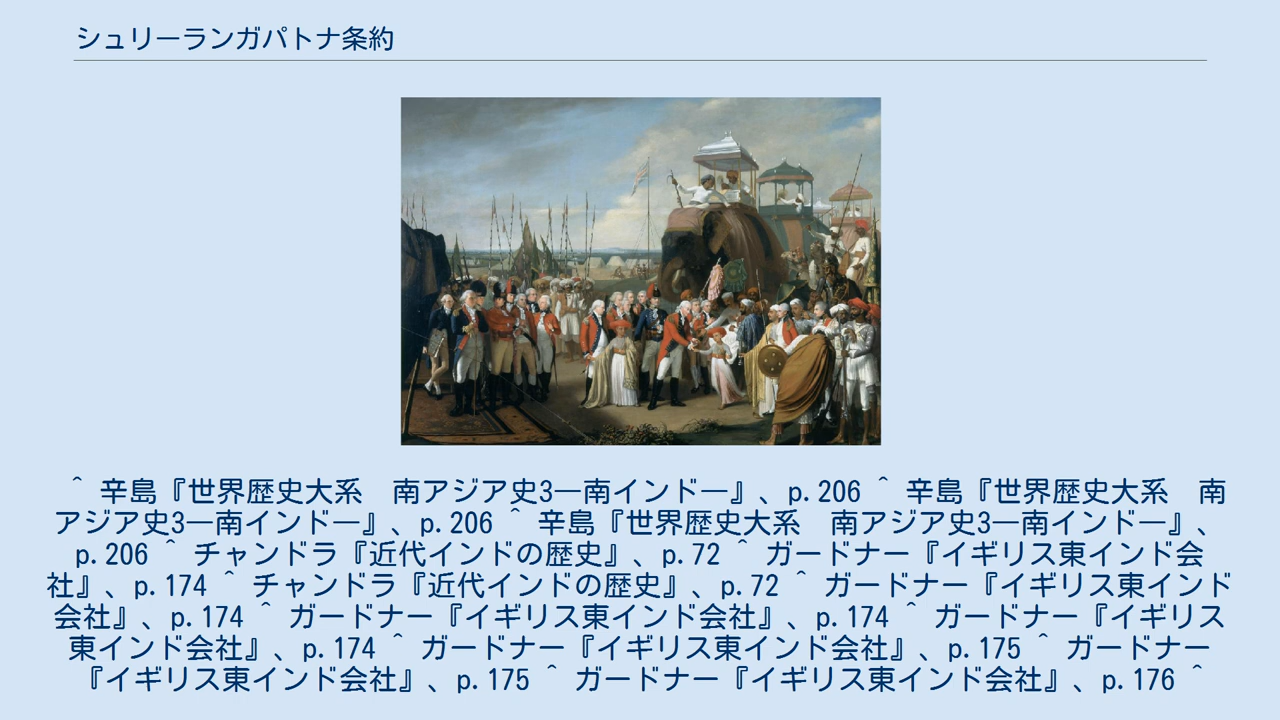 シュリーランガパトナ条約
^ 辛島『世界歴史大系　南アジア史3―南インド―』、p.206 ^ 辛島『世界歴史大系　南
アジア史3―南インド―』、p.206 ^ 辛島『世界歴史大系　南アジア史3―南インド―』、
p.206 ^ チャンドラ『近代インドの歴史』、p.72 ^ ガードナー『イギリス東インド会
社』、p.174 ^ チャンドラ『近代インドの歴史』、p.72 ^ ガードナー『イギリス東インド
会社』、p.174 ^ ガードナー『イギリス東インド会社』、p.174 ^ ガードナー『イギリス
東インド会社』、p.174 ^ ガードナー『イギリス東インド会社』、p.175 ^ ガードナー
『イギリス東インド会社』、p.175 ^ ガードナー『イギリス東インド会社』、p.176 ^